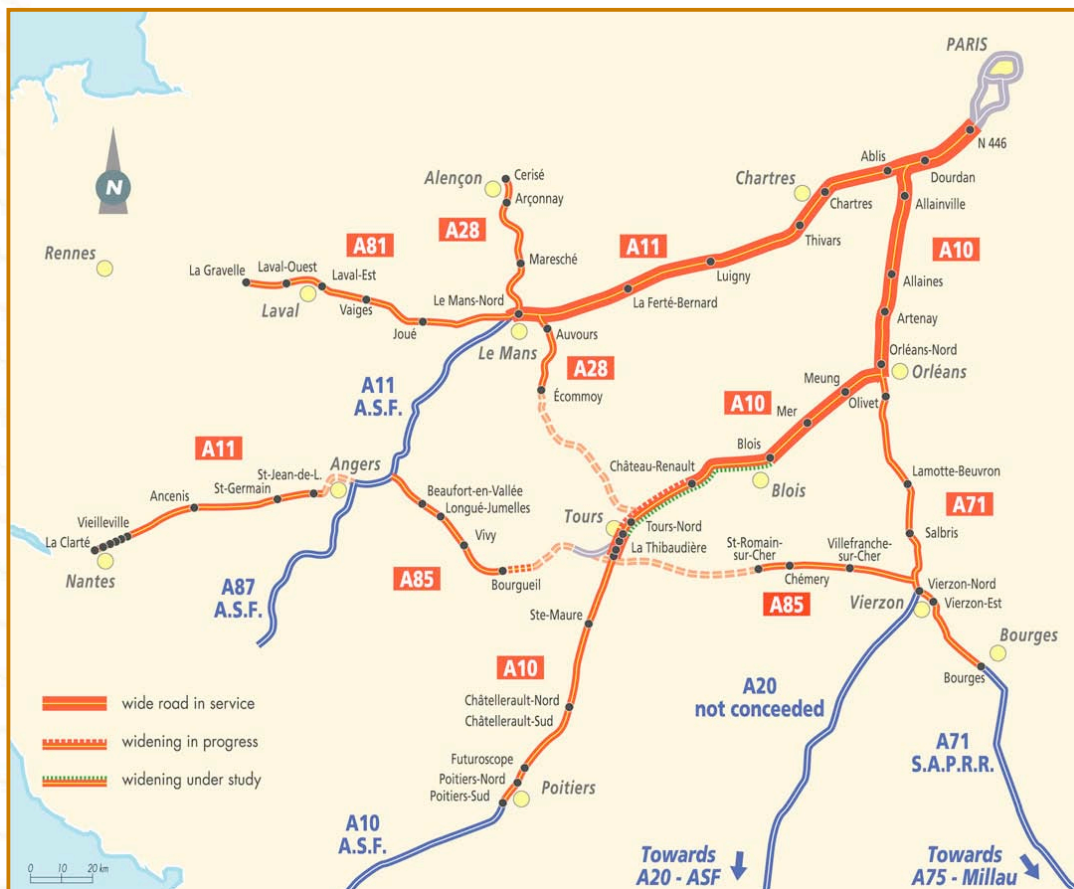 PARIS
N 446
Ablis
Dourdan
Alençon
Cerisé
Arçonnay
Chartres
Chartres
Allainville
N
A28
Thivars
Rennes
A81
A11
A10
Maresché
Luigny
La Gravelle
Laval-Ouest
Laval-Est
Allaines
Laval
Vaiges
Le Mans-Nord
La Ferté-Bernard
Joué
Auvours
Artenay
Le Mans
Orléans-Nord
A28
Orléans
A11
A.S.F.
Écommoy
Meung
Olivet
A10
Mer
A11
Blois
Angers
St-Jean-de-L.
Château-Renault
St-Germain
Lamotte-Beuvron
Ancenis
Beaufort-en-Vallée
Blois
Longué-Jumelles
A71
Vieilleville
Tours
Tours-Nord
La Clarté
Vivy
La Thibaudière
St-Romain-
sur-Cher
Villefranche-
sur-Cher
Salbris
Nantes
A85
Bourgueil
Chémery
Vierzon-Nord
A87
A.S.F.
A85
Vierzon
Vierzon-Est
Ste-Maure
Bourges
A10
Bourges
A20
not conceeded
wide road in service
Châtellerault-Nord
Châtellerault-Sud
widening in progress
A71
S.A.P.R.R.
Futuroscope
widening under study
Poitiers-Nord
Poitiers-Sud
Poitiers
A10
A.S.F.
Towards
A20 - ASF
Towards
A75 - Millau
0 10 20 km